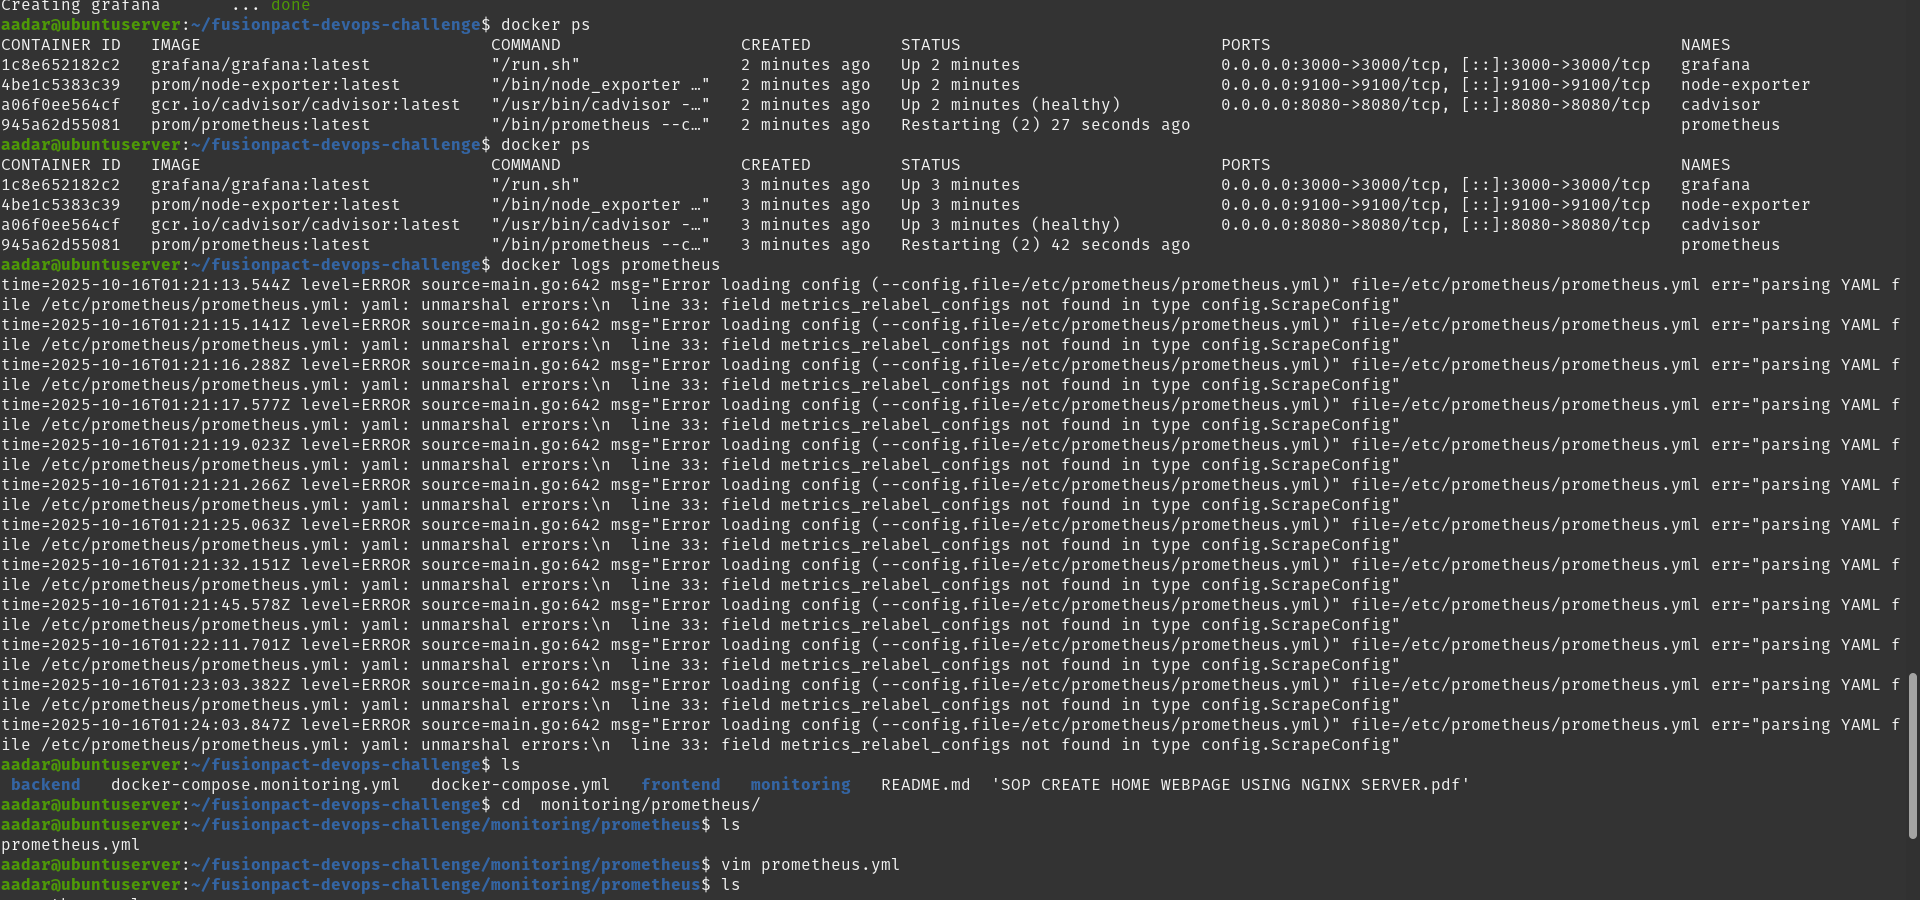 Creating grafana       ... done
aadar@ubuntuserver:~/fusionpact-devops-challenge$ docker ps
CONTAINER ID   IMAGE                             COMMAND                  CREATED         STATUS                          PORTS                                         NAMES
1c8e652182c2   grafana/grafana:latest            "/run.sh"                2 minutes ago   Up 2 minutes                    0.0.0.0:3000->3000/tcp, [::]:3000->3000/tcp   grafana
4be1c5383c39   prom/node-exporter:latest         "/bin/node_exporter …"   2 minutes ago   Up 2 minutes                    0.0.0.0:9100->9100/tcp, [::]:9100->9100/tcp   node-exporter
a06f0ee564cf   gcr.io/cadvisor/cadvisor:latest   "/usr/bin/cadvisor -…"   2 minutes ago   Up 2 minutes (healthy)          0.0.0.0:8080->8080/tcp, [::]:8080->8080/tcp   cadvisor
945a62d55081   prom/prometheus:latest            "/bin/prometheus --c…"   2 minutes ago   Restarting (2) 27 seconds ago                                                 prometheus
aadar@ubuntuserver:~/fusionpact-devops-challenge$ docker ps
CONTAINER ID   IMAGE                             COMMAND                  CREATED         STATUS                          PORTS                                         NAMES
1c8e652182c2   grafana/grafana:latest            "/run.sh"                3 minutes ago   Up 3 minutes                    0.0.0.0:3000->3000/tcp, [::]:3000->3000/tcp   grafana
4be1c5383c39   prom/node-exporter:latest         "/bin/node_exporter …"   3 minutes ago   Up 3 minutes                    0.0.0.0:9100->9100/tcp, [::]:9100->9100/tcp   node-exporter
a06f0ee564cf   gcr.io/cadvisor/cadvisor:latest   "/usr/bin/cadvisor -…"   3 minutes ago   Up 3 minutes (healthy)          0.0.0.0:8080->8080/tcp, [::]:8080->8080/tcp   cadvisor
945a62d55081   prom/prometheus:latest            "/bin/prometheus --c…"   3 minutes ago   Restarting (2) 42 seconds ago                                                 prometheus
aadar@ubuntuserver:~/fusionpact-devops-challenge$ docker logs prometheus
time=2025-10-16T01:21:13.544Z level=ERROR source=main.go:642 msg="Error loading config (--config.file=/etc/prometheus/prometheus.yml)" file=/etc/prometheus/prometheus.yml err="parsing YAML f
ile /etc/prometheus/prometheus.yml: yaml: unmarshal errors:\n  line 33: field metrics_relabel_configs not found in type config.ScrapeConfig"
time=2025-10-16T01:21:15.141Z level=ERROR source=main.go:642 msg="Error loading config (--config.file=/etc/prometheus/prometheus.yml)" file=/etc/prometheus/prometheus.yml err="parsing YAML f
ile /etc/prometheus/prometheus.yml: yaml: unmarshal errors:\n  line 33: field metrics_relabel_configs not found in type config.ScrapeConfig"
time=2025-10-16T01:21:16.288Z level=ERROR source=main.go:642 msg="Error loading config (--config.file=/etc/prometheus/prometheus.yml)" file=/etc/prometheus/prometheus.yml err="parsing YAML f
ile /etc/prometheus/prometheus.yml: yaml: unmarshal errors:\n  line 33: field metrics_relabel_configs not found in type config.ScrapeConfig"
time=2025-10-16T01:21:17.577Z level=ERROR source=main.go:642 msg="Error loading config (--config.file=/etc/prometheus/prometheus.yml)" file=/etc/prometheus/prometheus.yml err="parsing YAML f
ile /etc/prometheus/prometheus.yml: yaml: unmarshal errors:\n  line 33: field metrics_relabel_configs not found in type config.ScrapeConfig"
time=2025-10-16T01:21:19.023Z level=ERROR source=main.go:642 msg="Error loading config (--config.file=/etc/prometheus/prometheus.yml)" file=/etc/prometheus/prometheus.yml err="parsing YAML f
ile /etc/prometheus/prometheus.yml: yaml: unmarshal errors:\n  line 33: field metrics_relabel_configs not found in type config.ScrapeConfig"
time=2025-10-16T01:21:21.266Z level=ERROR source=main.go:642 msg="Error loading config (--config.file=/etc/prometheus/prometheus.yml)" file=/etc/prometheus/prometheus.yml err="parsing YAML f
ile /etc/prometheus/prometheus.yml: yaml: unmarshal errors:\n  line 33: field metrics_relabel_configs not found in type config.ScrapeConfig"
time=2025-10-16T01:21:25.063Z level=ERROR source=main.go:642 msg="Error loading config (--config.file=/etc/prometheus/prometheus.yml)" file=/etc/prometheus/prometheus.yml err="parsing YAML f
ile /etc/prometheus/prometheus.yml: yaml: unmarshal errors:\n  line 33: field metrics_relabel_configs not found in type config.ScrapeConfig"
time=2025-10-16T01:21:32.151Z level=ERROR source=main.go:642 msg="Error loading config (--config.file=/etc/prometheus/prometheus.yml)" file=/etc/prometheus/prometheus.yml err="parsing YAML f
ile /etc/prometheus/prometheus.yml: yaml: unmarshal errors:\n  line 33: field metrics_relabel_configs not found in type config.ScrapeConfig"
time=2025-10-16T01:21:45.578Z level=ERROR source=main.go:642 msg="Error loading config (--config.file=/etc/prometheus/prometheus.yml)" file=/etc/prometheus/prometheus.yml err="parsing YAML f
ile /etc/prometheus/prometheus.yml: yaml: unmarshal errors:\n  line 33: field metrics_relabel_configs not found in type config.ScrapeConfig"
time=2025-10-16T01:22:11.701Z level=ERROR source=main.go:642 msg="Error loading config (--config.file=/etc/prometheus/prometheus.yml)" file=/etc/prometheus/prometheus.yml err="parsing YAML f
ile /etc/prometheus/prometheus.yml: yaml: unmarshal errors:\n  line 33: field metrics_relabel_configs not found in type config.ScrapeConfig"
time=2025-10-16T01:23:03.382Z level=ERROR source=main.go:642 msg="Error loading config (--config.file=/etc/prometheus/prometheus.yml)" file=/etc/prometheus/prometheus.yml err="parsing YAML f
ile /etc/prometheus/prometheus.yml: yaml: unmarshal errors:\n  line 33: field metrics_relabel_configs not found in type config.ScrapeConfig"
time=2025-10-16T01:24:03.847Z level=ERROR source=main.go:642 msg="Error loading config (--config.file=/etc/prometheus/prometheus.yml)" file=/etc/prometheus/prometheus.yml err="parsing YAML f
ile /etc/prometheus/prometheus.yml: yaml: unmarshal errors:\n  line 33: field metrics_relabel_configs not found in type config.ScrapeConfig"
aadar@ubuntuserver:~/fusionpact-devops-challenge$ ls
 backend   docker-compose.monitoring.yml   docker-compose.yml   frontend   monitoring   README.md  'SOP CREATE HOME WEBPAGE USING NGINX SERVER.pdf'
aadar@ubuntuserver:~/fusionpact-devops-challenge$ cd  monitoring/prometheus/
aadar@ubuntuserver:~/fusionpact-devops-challenge/monitoring/prometheus$ ls
prometheus.yml
aadar@ubuntuserver:~/fusionpact-devops-challenge/monitoring/prometheus$ vim prometheus.yml
aadar@ubuntuserver:~/fusionpact-devops-challenge/monitoring/prometheus$ ls